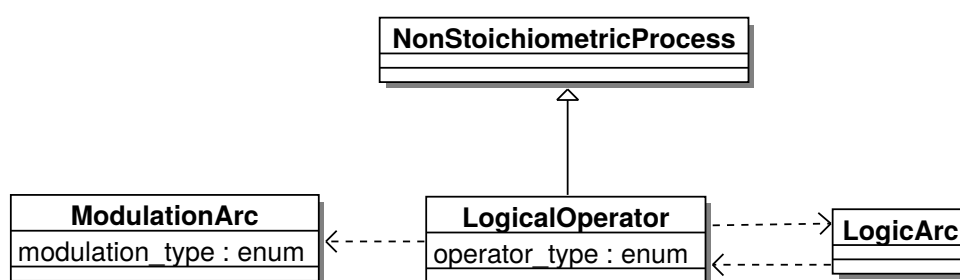 NonStoichiometricProcess
ModulationArc
modulation_type : enum
LogicalOperator
operator_type : enum
LogicArc